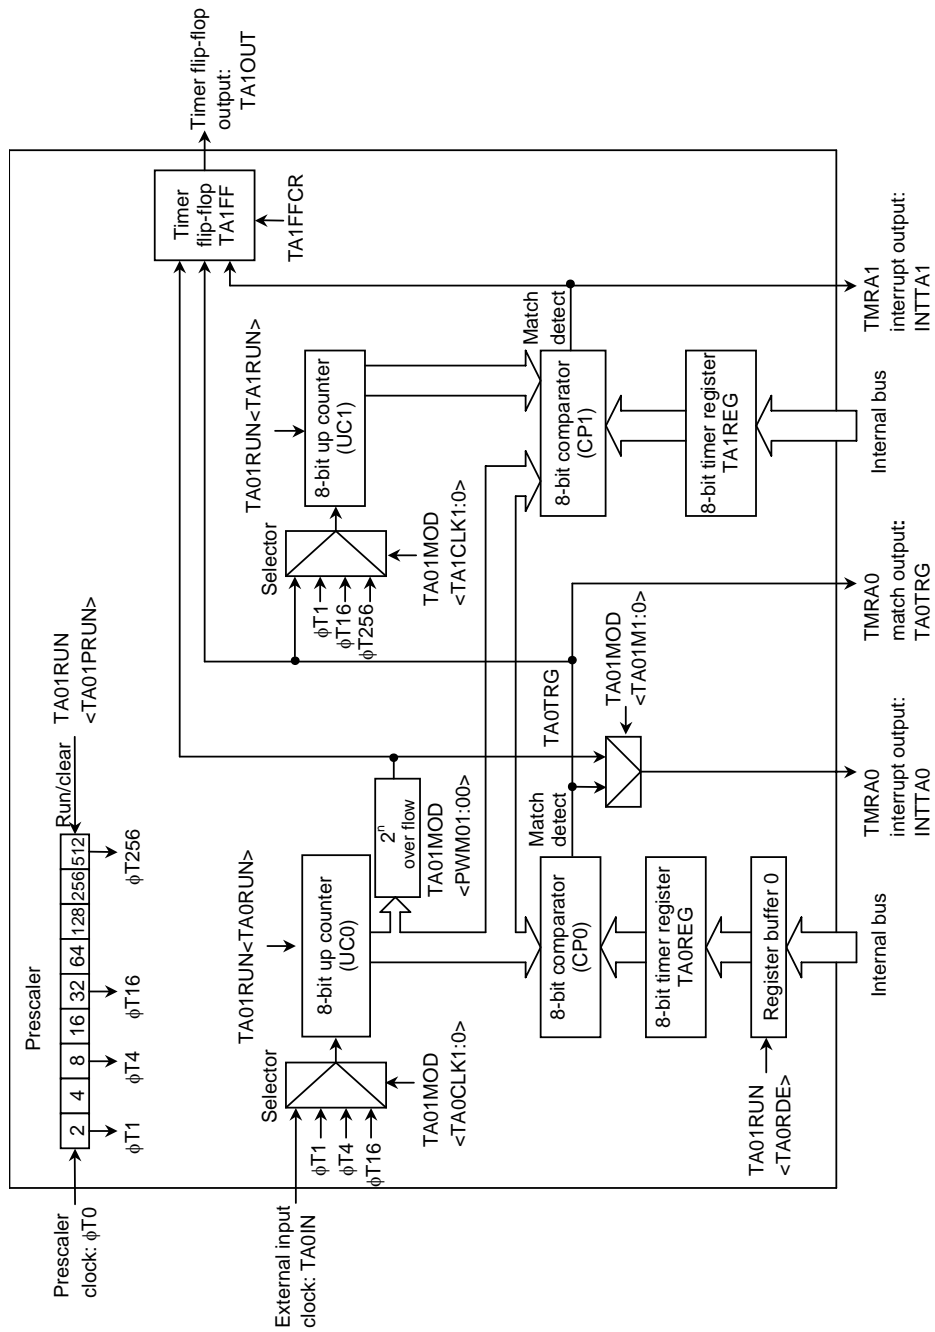 Prescaler
clock: ϕT0
Prescaler
2
4
8
16
32
64
128
256
512
Run/clear
TA01RUN
<TA01PRUN>
ϕT1
ϕT4
ϕT16
ϕT256
External input
clock: TA0IN
Selector
ϕT1
ϕT4
ϕT16
TA01MOD
<TA0CLK1:0>
TA01RUN<TA0RUN>
8-bit up counter
(UC0)
2ⁿ
over flow
TA01MOD
<PWM01:00>
Selector
ϕT1
ϕT16
ϕT256
TA01MOD
<TA1CLK1:0>
TA01RUN<TA1RUN>
8-bit up counter
(UC1)
Timer
flip-flop
TA1FF
TA1FFCR
Timer flip-flop
output:
TA1OUT
8-bit comparator
(CP0)
Match
detect
TA0TRG
TA01MOD
<TA01M1:0>
8-bit comparator
(CP1)
Match
detect
8-bit timer register
TA0REG
8-bit timer register
TA1REG
Register buffer 0
TA01RUN
<TA0RDE>
Internal bus
TMRA0
interrupt output:
INTTA0
TMRA0
match output:
TA0TRG
Internal bus
TMRA1
interrupt output:
INTTA1